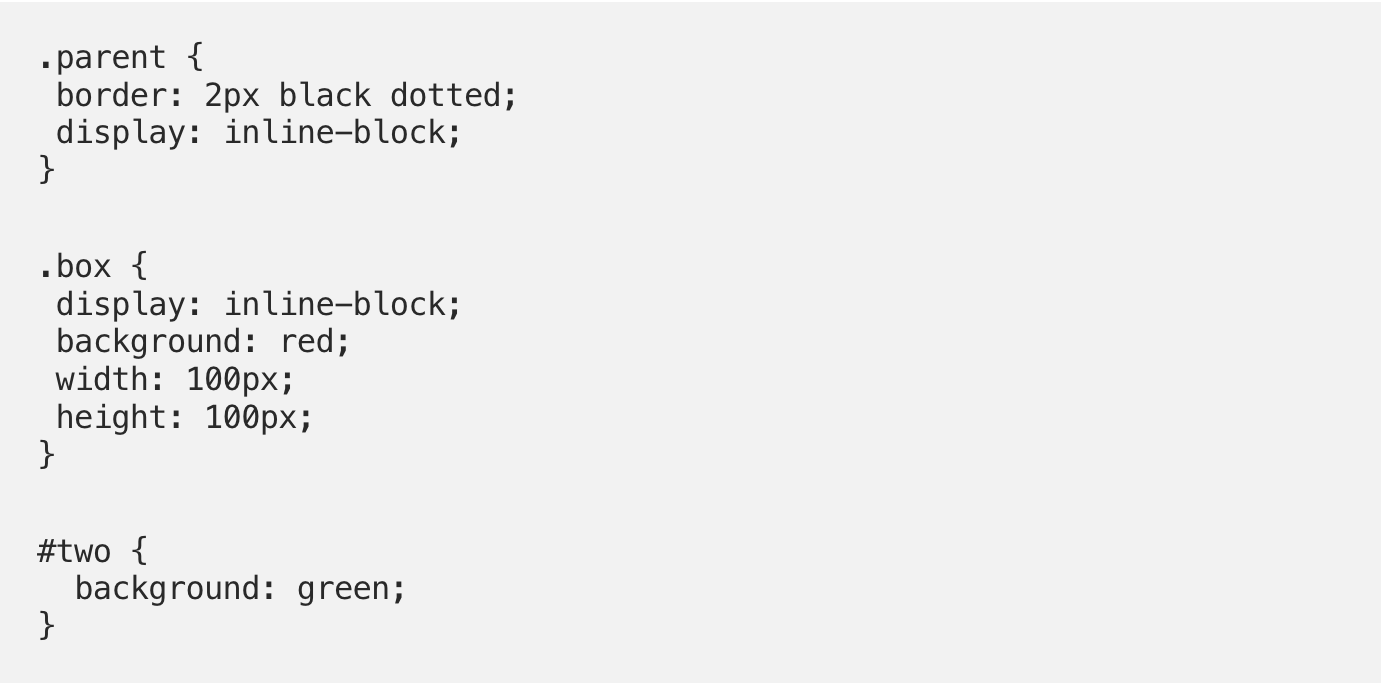 .parent {
 border: 2px black dotted;
 display: inline-block;
}
.box {
 display: inline-block;
 background: red;
 width: 100px;
 height: 100px;
}
#two {
  background: green;
}